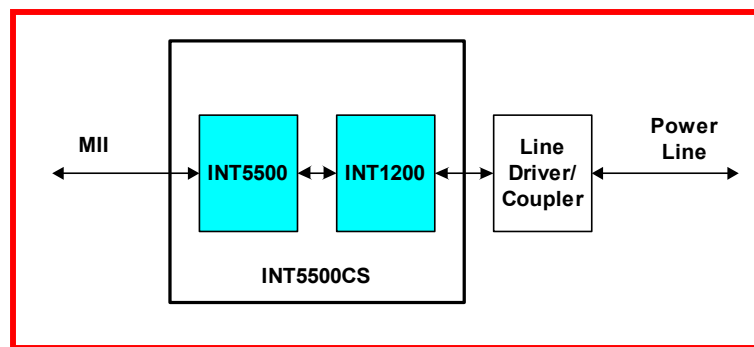 MII
INT5500
INT1200
Line
Driver/
Coupler
Power
Line
INT5500CS